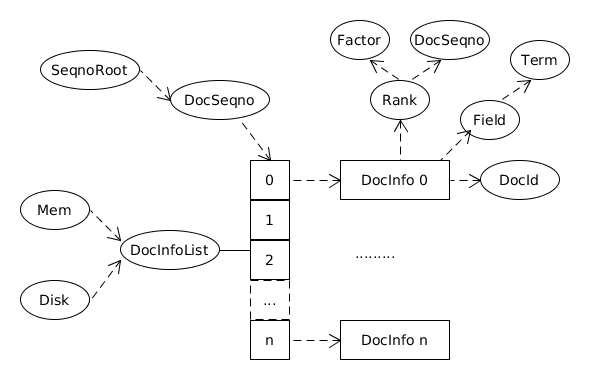 Factor
DocSeqno
Term
SeqnoRoot
DocSeqno
Rank
Field
0
DocInfo 0
DocId
Mem
1
DocInfoList
2
.........
Disk
...
n
DocInfo n